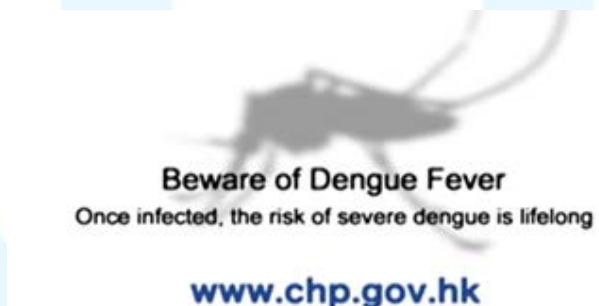 Beware of Dengue Fever
Once infected, the risk of severe dengue is lifelong
www.chp.gov.hk